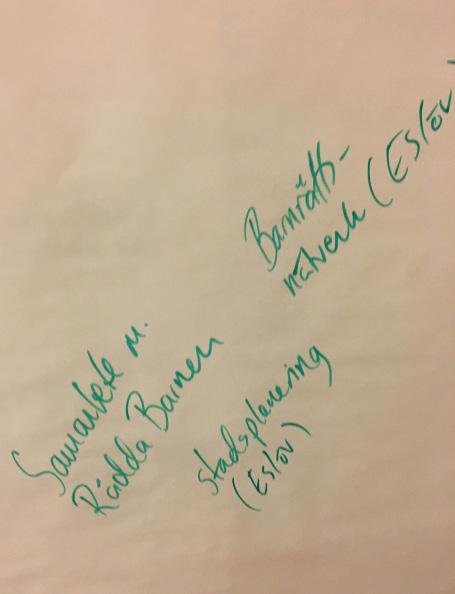 Barnrätts-
nätverk (Eslöv
Samarbete m.
Rädda Barnen
stadsplanering
(Eslöv)